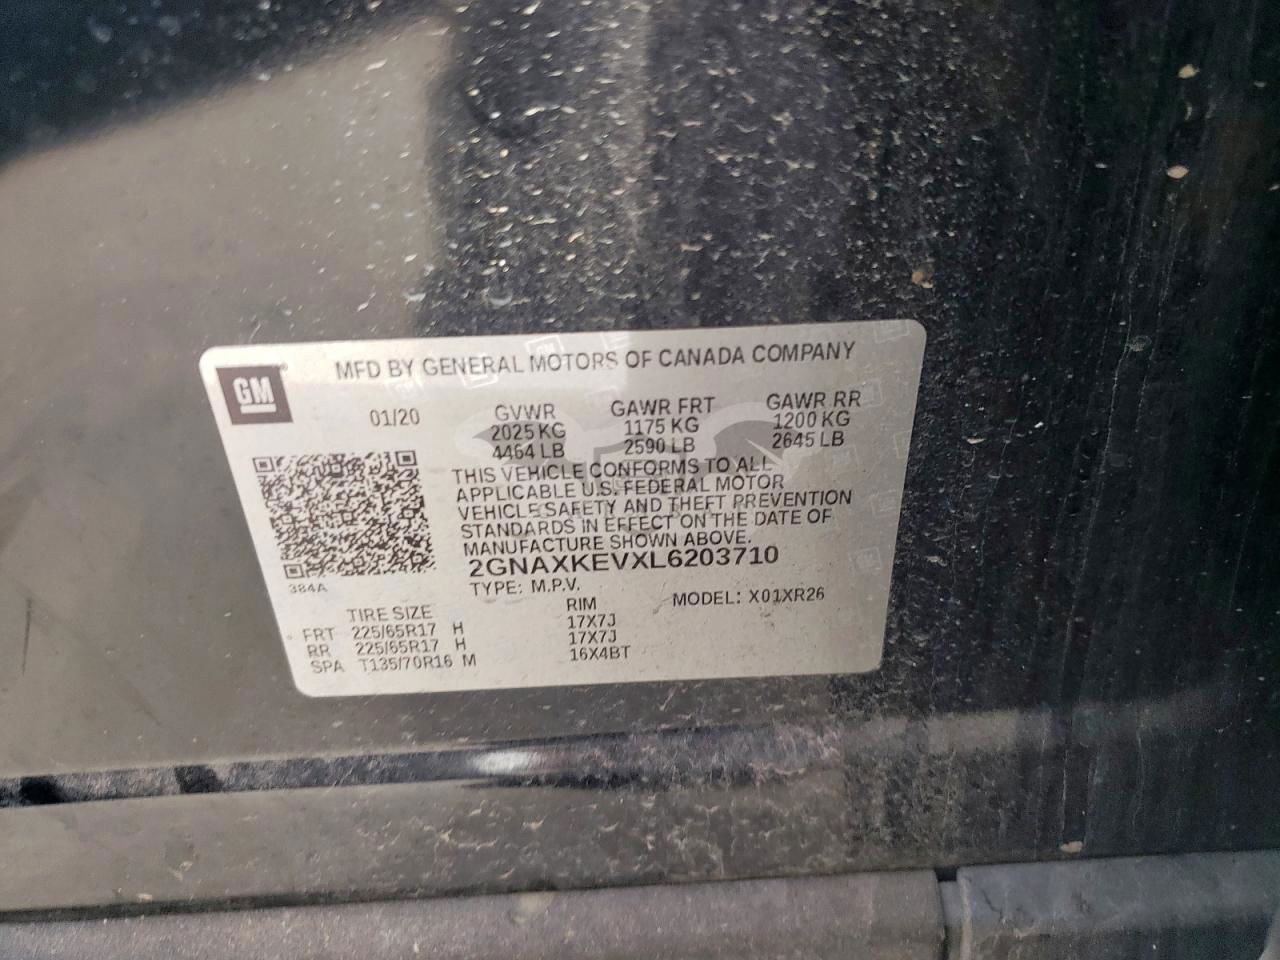 GM
MFD BY GENERAL MOTORS OF CANADA COMPANY
01/20
GVWR GAWR FRT GAWR RR
2025 KG 1175 KG 1200 KG
4464 LB 2590 LB 2645 LB
THIS VEHICLE CONFORMS TO ALL
APPLICABLE U.S. FEDERAL MOTOR
VEHICLE SAFETY AND THEFT PREVENTION
STANDARDS IN EFFECT ON THE DATE OF
MANUFACTURE SHOWN ABOVE.
2GNAXKEVXL6203710
384A
TYPE: M.P.V. MODEL: X01XR26
TIRE SIZE RIM
FRT 225/65R17 H 17X7J
RR 225/65R17 H 17X7J
SPA T135/70R16 M 16X4BT